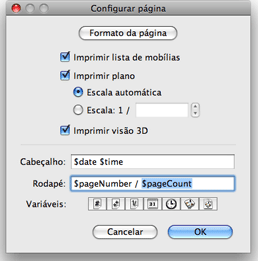 Configurar página
Formato da página
Imprimir lista de mobílias
Imprimir plano
Escala automática
Escala: 1 /
Imprimir visão 3D
Cabeçalho: $date $time
Rodapé: $pageNumber / $pageCount
Variáveis:
Cancelar OK